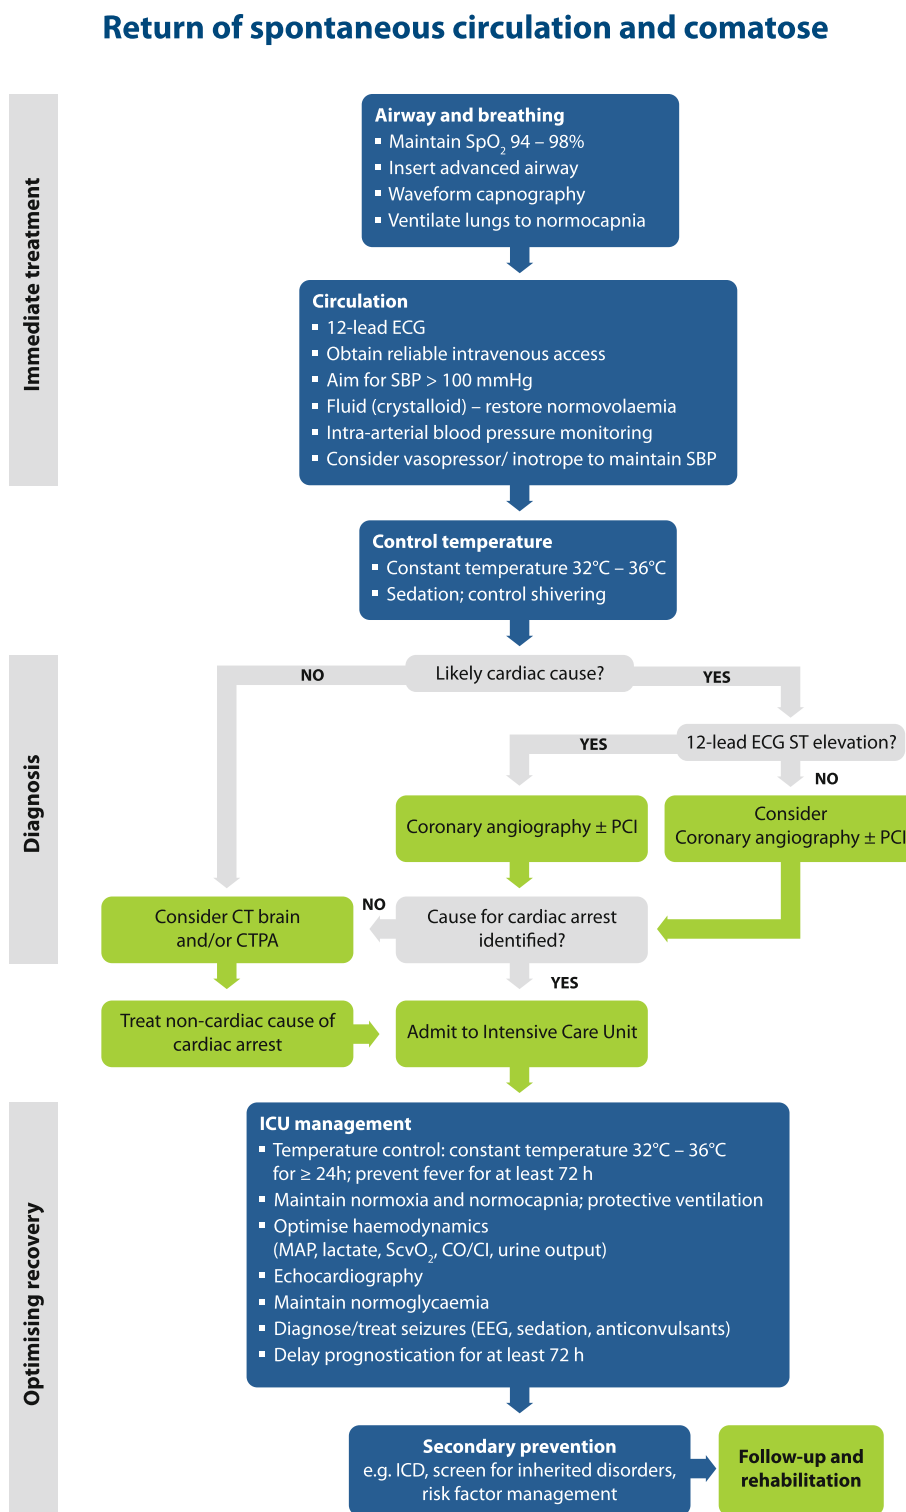 Return of spontaneous circulation and comatose
Immediate treatment
Airway and breathing
▪ Maintain SpO₂ 94 – 98%
▪ Insert advanced airway
▪ Waveform capnography
▪ Ventilate lungs to normocapnia
Circulation
▪ 12-lead ECG
▪ Obtain reliable intravenous access
▪ Aim for SBP > 100 mmHg
▪ Fluid (crystalloid) – restore normovolaemia
▪ Intra-arterial blood pressure monitoring
▪ Consider vasopressor/ inotrope to maintain SBP
Control temperature
▪ Constant temperature 32°C – 36°C
▪ Sedation; control shivering
Diagnosis
Likely cardiac cause?
NO
YES
12-lead ECG ST elevation?
YES
NO
Coronary angiography ± PCI
Consider
Coronary angiography ± PCI
Cause for cardiac arrest
identified?
NO
YES
Consider CT brain
and/or CTPA
Treat non-cardiac cause of
cardiac arrest
Admit to Intensive Care Unit
Optimising recovery
ICU management
▪ Temperature control: constant temperature 32°C – 36°C
for ≥ 24h; prevent fever for at least 72 h
▪ Maintain normoxia and normocapnia; protective ventilation
▪ Optimise haemodynamics
(MAP, lactate, ScvO₂, CO/CI, urine output)
▪ Echocardiography
▪ Maintain normoglycaemia
▪ Diagnose/treat seizures (EEG, sedation, anticonvulsants)
▪ Delay prognostication for at least 72 h
Secondary prevention
e.g. ICD, screen for inherited disorders,
risk factor management
Follow-up and
rehabilitation